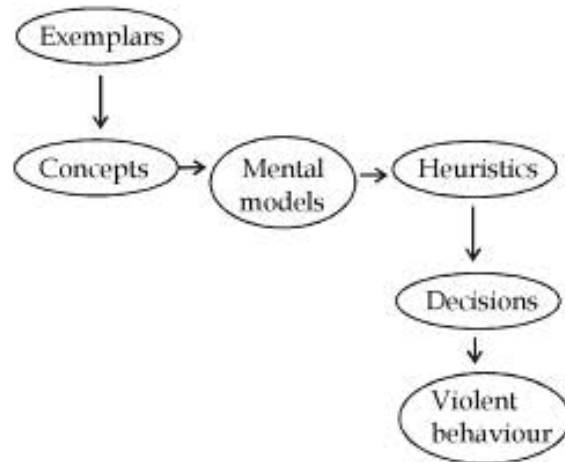 Exemplars
Concepts
Mental
models
Heuristics
Decisions
Violent
behaviour